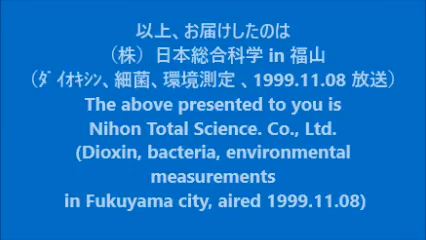 以上、お届けしたのは
（株）日本総合科学 in 福山
（ﾀﾞｲｵｷｼﾝ、細菌、環境測定 、1999.11.08 放送）
The above presented to you is
Nihon Total Science. Co., Ltd.
(Dioxin, bacteria, environmental
measurements
in Fukuyama city, aired 1999.11.08)